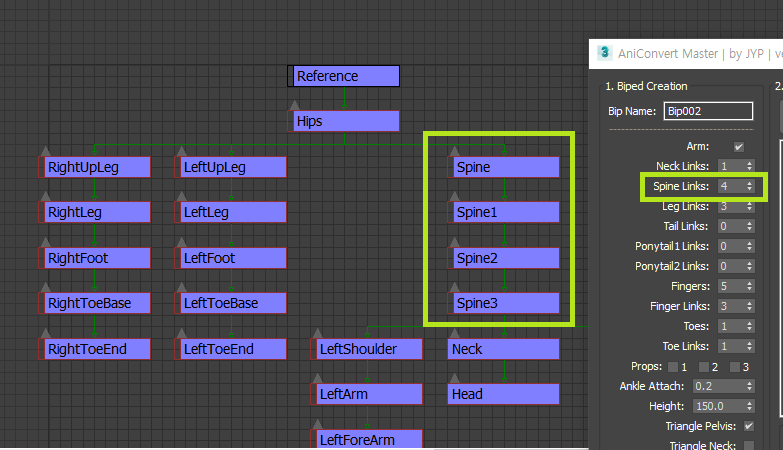 Reference
Hips
RightUpLeg
LeftUpLeg
Spine
RightLeg
LeftLeg
Spine1
RightFoot
LeftFoot
Spine2
RightToeBase
LeftToeBase
Spine3
RightToeEnd
LeftToeEnd
LeftShoulder
Neck
LeftArm
Head
LeftForeArm
3 AniConvert Master | by JYP | ve
1. Biped Creation
2.
Bip Name: Bip002
Arm:
Neck Links: 1
Spine Links: 4
Leg Links: 3
Tail Links: 0
Ponytail1 Links: 0
Ponytail2 Links: 0
Fingers: 5
Finger Links: 3
Toes: 1
Toe Links: 1
Props: 1 2 3
Ankle Attach: 0.2
Height: 150.0
Triangle Pelvis:
Triangle Neck: